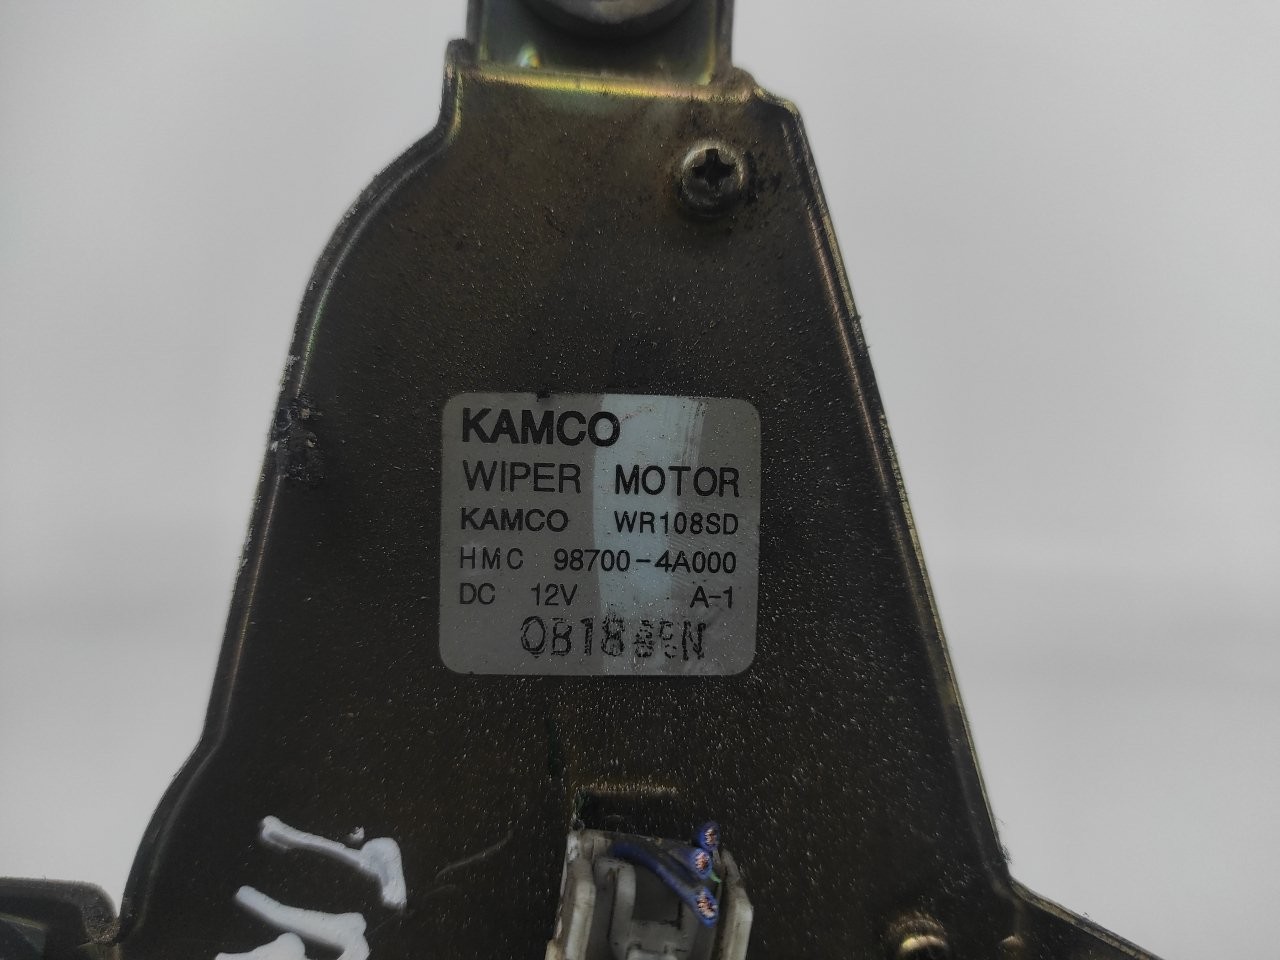 KAMCO
WIPER MOTOR
KAMCO WR108SD
HMC 98700-4A000
DC 12V A-1